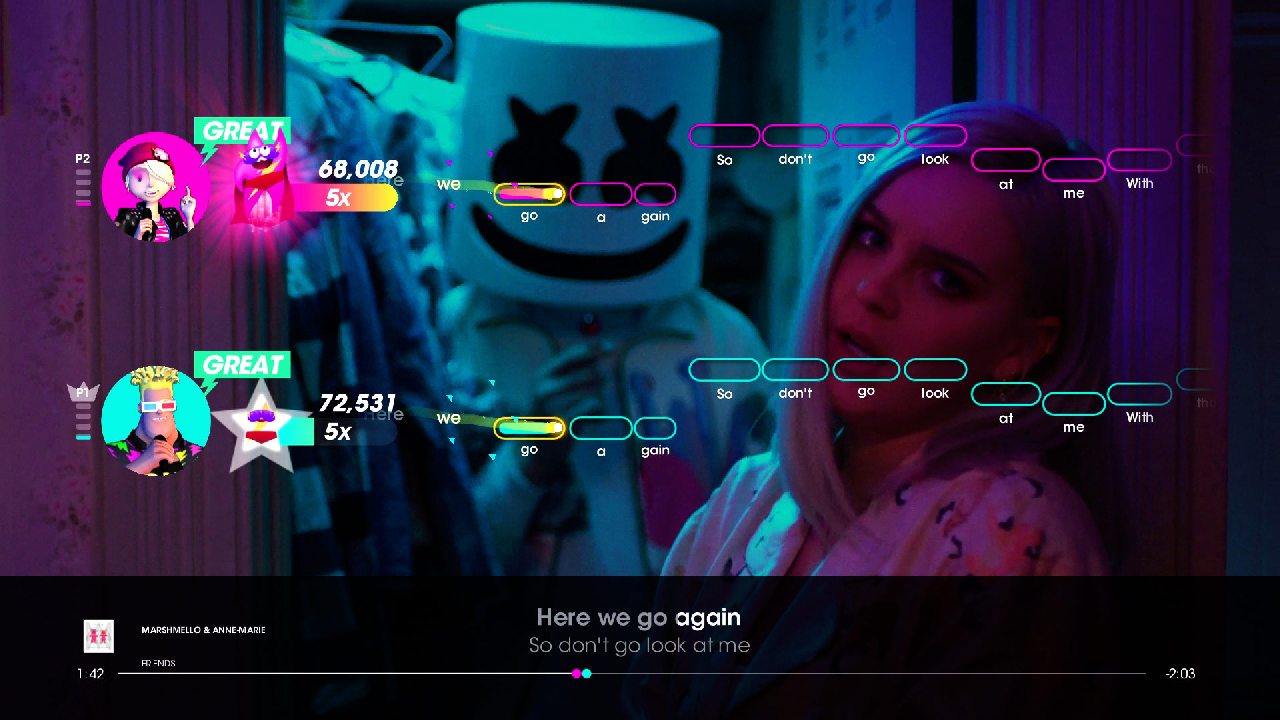 GREAT
P2
68,008
here
we
5x
go
a
gain
So
don't
go
look
at
me
With
GREAT
P1
72,531
here
we
5x
go
a
gain
So
don't
go
look
at
me
With
Here we go again
So don't go look at me
MARSHMELLO & ANNE-MARIE
FRIENDS
1:42
-2:03